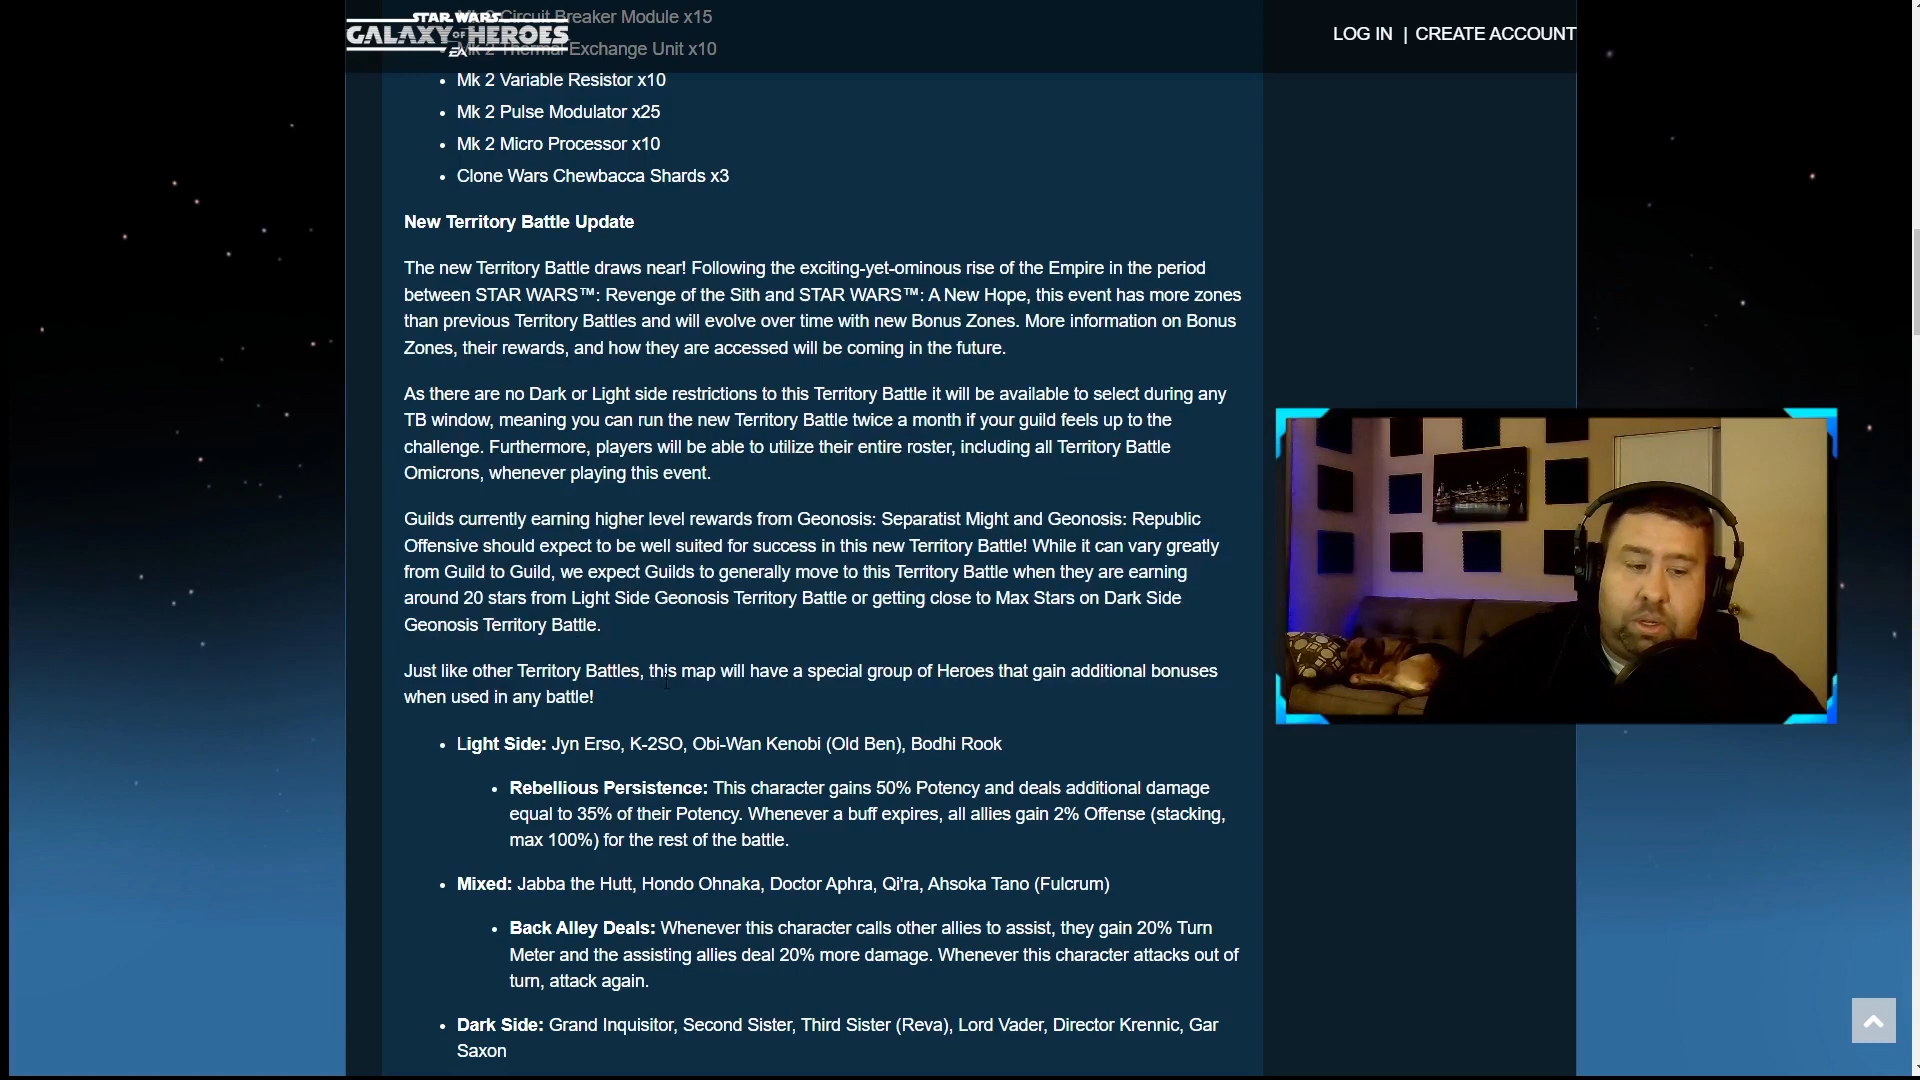 Mk 2 Circuit Breaker Module x15
STAR WARS
GALAXY OF HEROES
EA
LOG IN | CREATE ACCOUNT
Mk 2 Thermal Exchange Unit x10
Mk 2 Variable Resistor x10
Mk 2 Pulse Modulator x25
Mk 2 Micro Processor x10
Clone Wars Chewbacca Shards x3
New Territory Battle Update
The new Territory Battle draws near! Following the exciting-yet-ominous rise of the Empire in the period
between STAR WARS™: Revenge of the Sith and STAR WARS™: A New Hope, this event has more zones
than previous Territory Battles and will evolve over time with new Bonus Zones. More information on Bonus
Zones, their rewards, and how they are accessed will be coming in the future.
As there are no Dark or Light side restrictions to this Territory Battle it will be available to select during any
TB window, meaning you can run the new Territory Battle twice a month if your guild feels up to the
challenge. Furthermore, players will be able to utilize their entire roster, including all Territory Battle
Omicrons, whenever playing this event.
Guilds currently earning higher level rewards from Geonosis: Separatist Might and Geonosis: Republic
Offensive should expect to be well suited for success in this new Territory Battle! While it can vary greatly
from Guild to Guild, we expect Guilds to generally move to this Territory Battle when they are earning
around 20 stars from Light Side Geonosis Territory Battle or getting close to Max Stars on Dark Side
Geonosis Territory Battle.
Just like other Territory Battles, this map will have a special group of Heroes that gain additional bonuses
when used in any battle!
Light Side: Jyn Erso, K-2SO, Obi-Wan Kenobi (Old Ben), Bodhi Rook
Rebellious Persistence: This character gains 50% Potency and deals additional damage
equal to 35% of their Potency. Whenever a buff expires, all allies gain 2% Offense (stacking,
max 100%) for the rest of the battle.
Mixed: Jabba the Hutt, Hondo Ohnaka, Doctor Aphra, Qi'ra, Ahsoka Tano (Fulcrum)
Back Alley Deals: Whenever this character calls other allies to assist, they gain 20% Turn
Meter and the assisting allies deal 20% more damage. Whenever this character attacks out of
turn, attack again.
Dark Side: Grand Inquisitor, Second Sister, Third Sister (Reva), Lord Vader, Director Krennic, Gar
Saxon